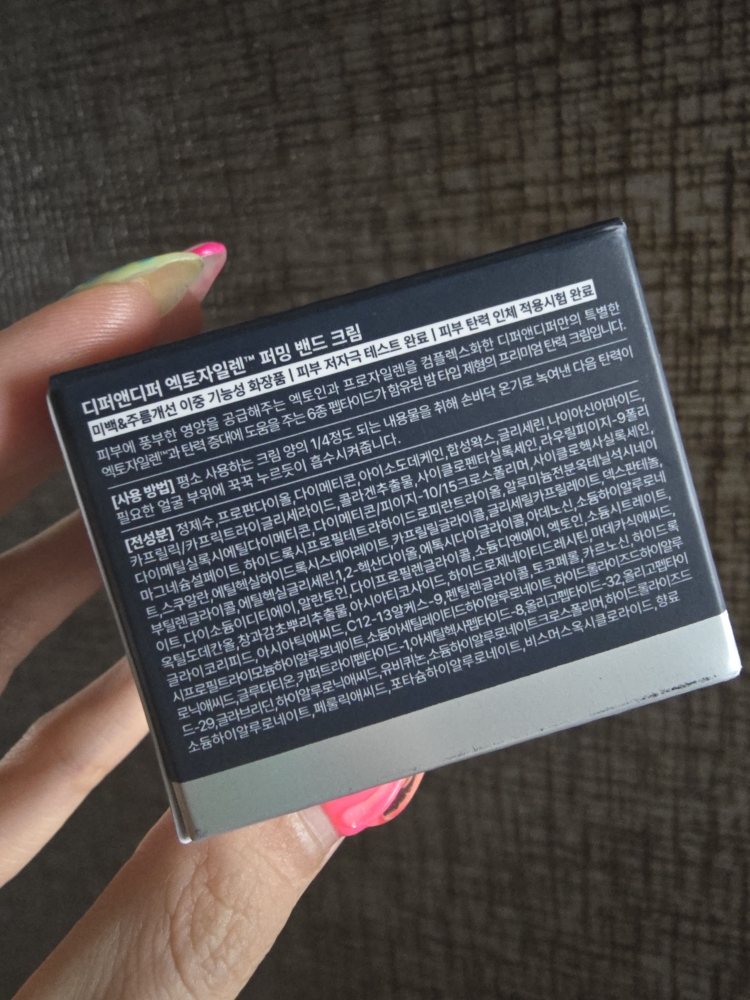 디퍼앤디퍼 엑토자일렌™ 퍼밍 밴드 크림
미백&주름개선 이중 기능성 화장품 | 피부 저자극 테스트 완료 | 피부 탄력 인체 적용시험 완료
피부에 풍부한 영양을 공급해주는 엑토인과 프로자일렌을 컴플렉스화한 디퍼앤디퍼만의 특별한
엑토자일렌™과 탄력 증대에 도움을 주는 6종 펩타이드가 함유된 밤 타입 제형의 프리미엄 탄력 크림입니다.
[사용 방법] 평소 사용하는 크림 양의 1/4정도 되는 내용물을 취해 손바닥 온기로 녹여낸 다음 탄력이
필요한 얼굴 부위에 꾹꾹 누르듯이 흡수시켜줍니다.
[전성분] 정제수, 프로판다이올, 다이메티콘, 아이소도데케인, 합성왁스, 글리세린, 나이아신아마이드,
카프릴릭/카프릭트라이글리세라이드, 콜라겐추출물, 사이클로펜타실록세인, 라우릴피이지-9폴리
다이메틸실록시에틸다이메티콘, 다이메티콘/피이지-10/15크로스폴리머, 사이클로헥사실록세인,
마그네슘설페이트, 하이드록시프로필테트라하이드로피란트라이올, 알루미늄전분옥테닐석시네이
트, 스쿠알란, 에틸헥실하이드록시스테아레이트, 카프릴릴글라이콜, 글리세릴카프릴레이트, 덱스판테놀,
부틸렌글라이콜, 에틸헥실글리세린, 1,2-헥산다이올, 에톡시다이글라이콜, 아데노신, 소듐하이알루로네
이트, 다이소듐이디티에이, 알란토인, 다이프로필렌글라이콜, 소듐디엔에이, 엑토인, 소듐시트레이트,
옥틸도데칸올, 창과감초뿌리추출물, 아시아티코사이드, 하이드로제네이티드레시틴, 마데카식애씨드,
글라이코리피드, 아시아틱애씨드, C12-13알케스-9, 펜틸렌글라이콜, 토코페롤, 카르노신, 하이드록
시프로필트라이모늄하이알루로네이트, 소듐아세틸레이티드하이알루로네이트, 하이드롤라이즈드하이알루
로닉애씨드, 글루타티온, 카퍼트라이펩타이드-1, 아세틸헥사펩타이드-8, 올리고펩타이드-32, 올리고펩타이
드-29, 글라브리딘, 하이알루로닉애씨드, 유비퀴논, 소듐하이알루로네이트크로스폴리머, 하이드롤라이즈드
소듐하이알루로네이트, 페룰릭애씨드, 포타슘하이알루로네이트, 비스머스옥시클로라이드, 향료